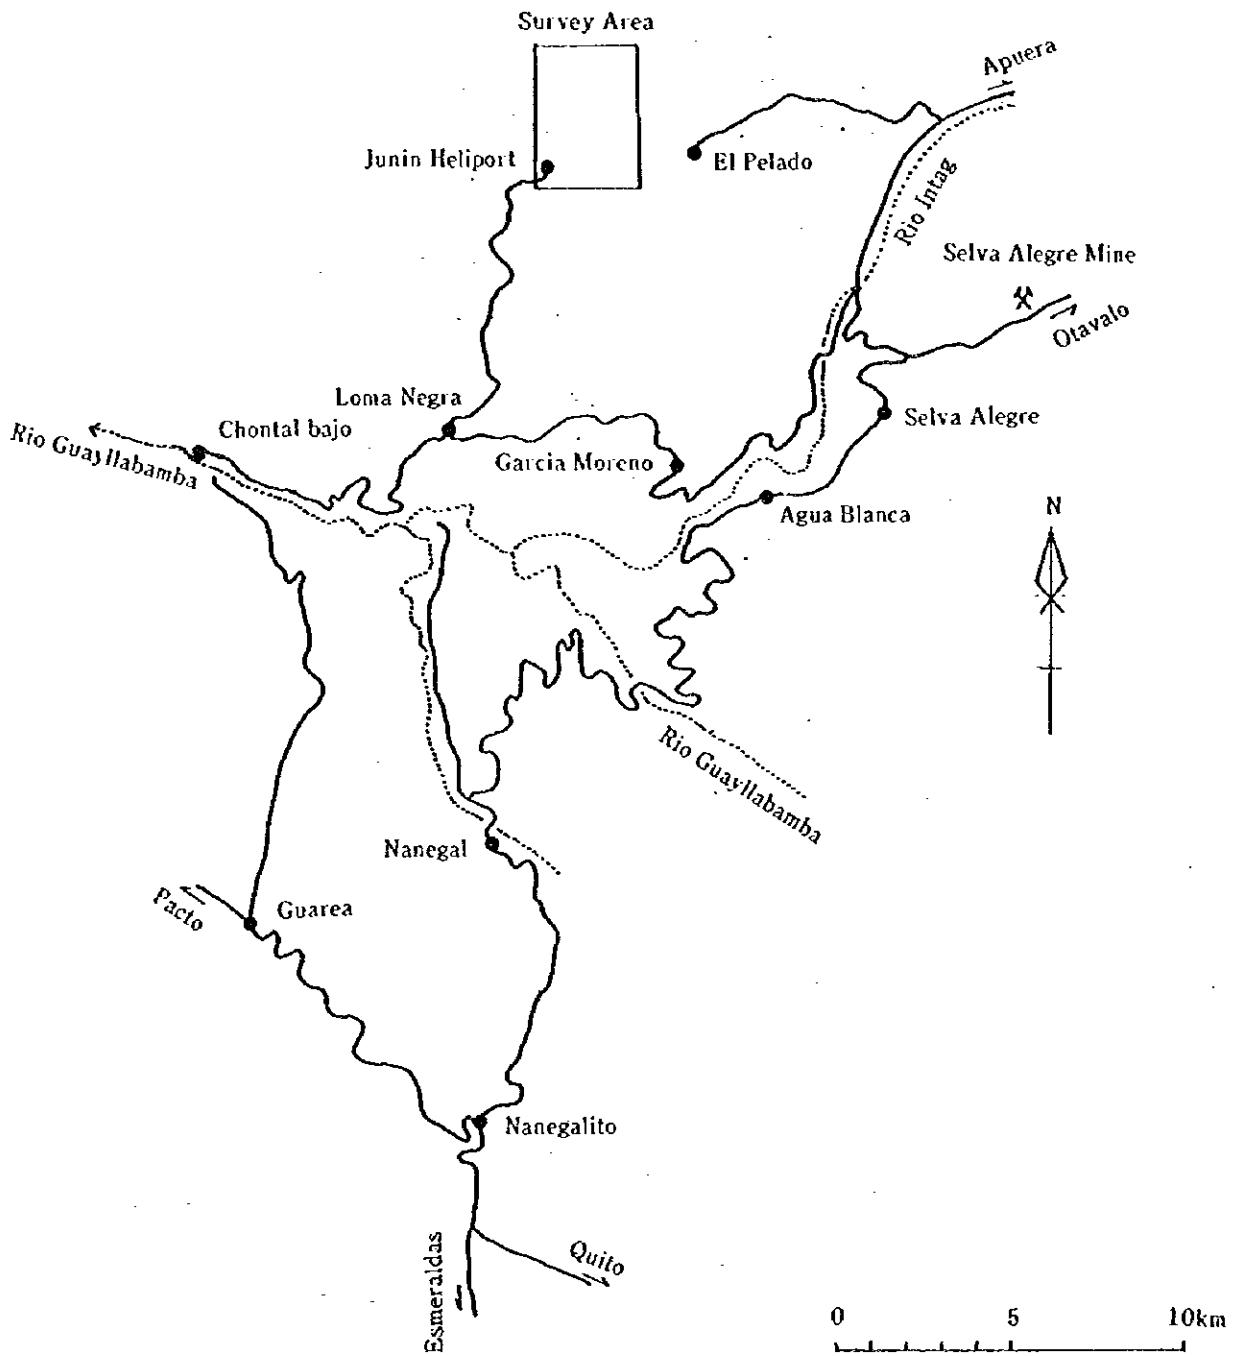 Survey Area
Apuera
Junin Heliport
El Pelado
Rio Intag
Selva Alegre Mine
Otavalo
Loma Negra
Chontal bajo
Rio Guayllabamba
Selva Alegre
Garcia Moreno
Agua Blanca
N
Rio Guayllabamba
Nanegal
Pacto
Guarea
Nanegalito
Quito
Esmeraldas
0 5 10km